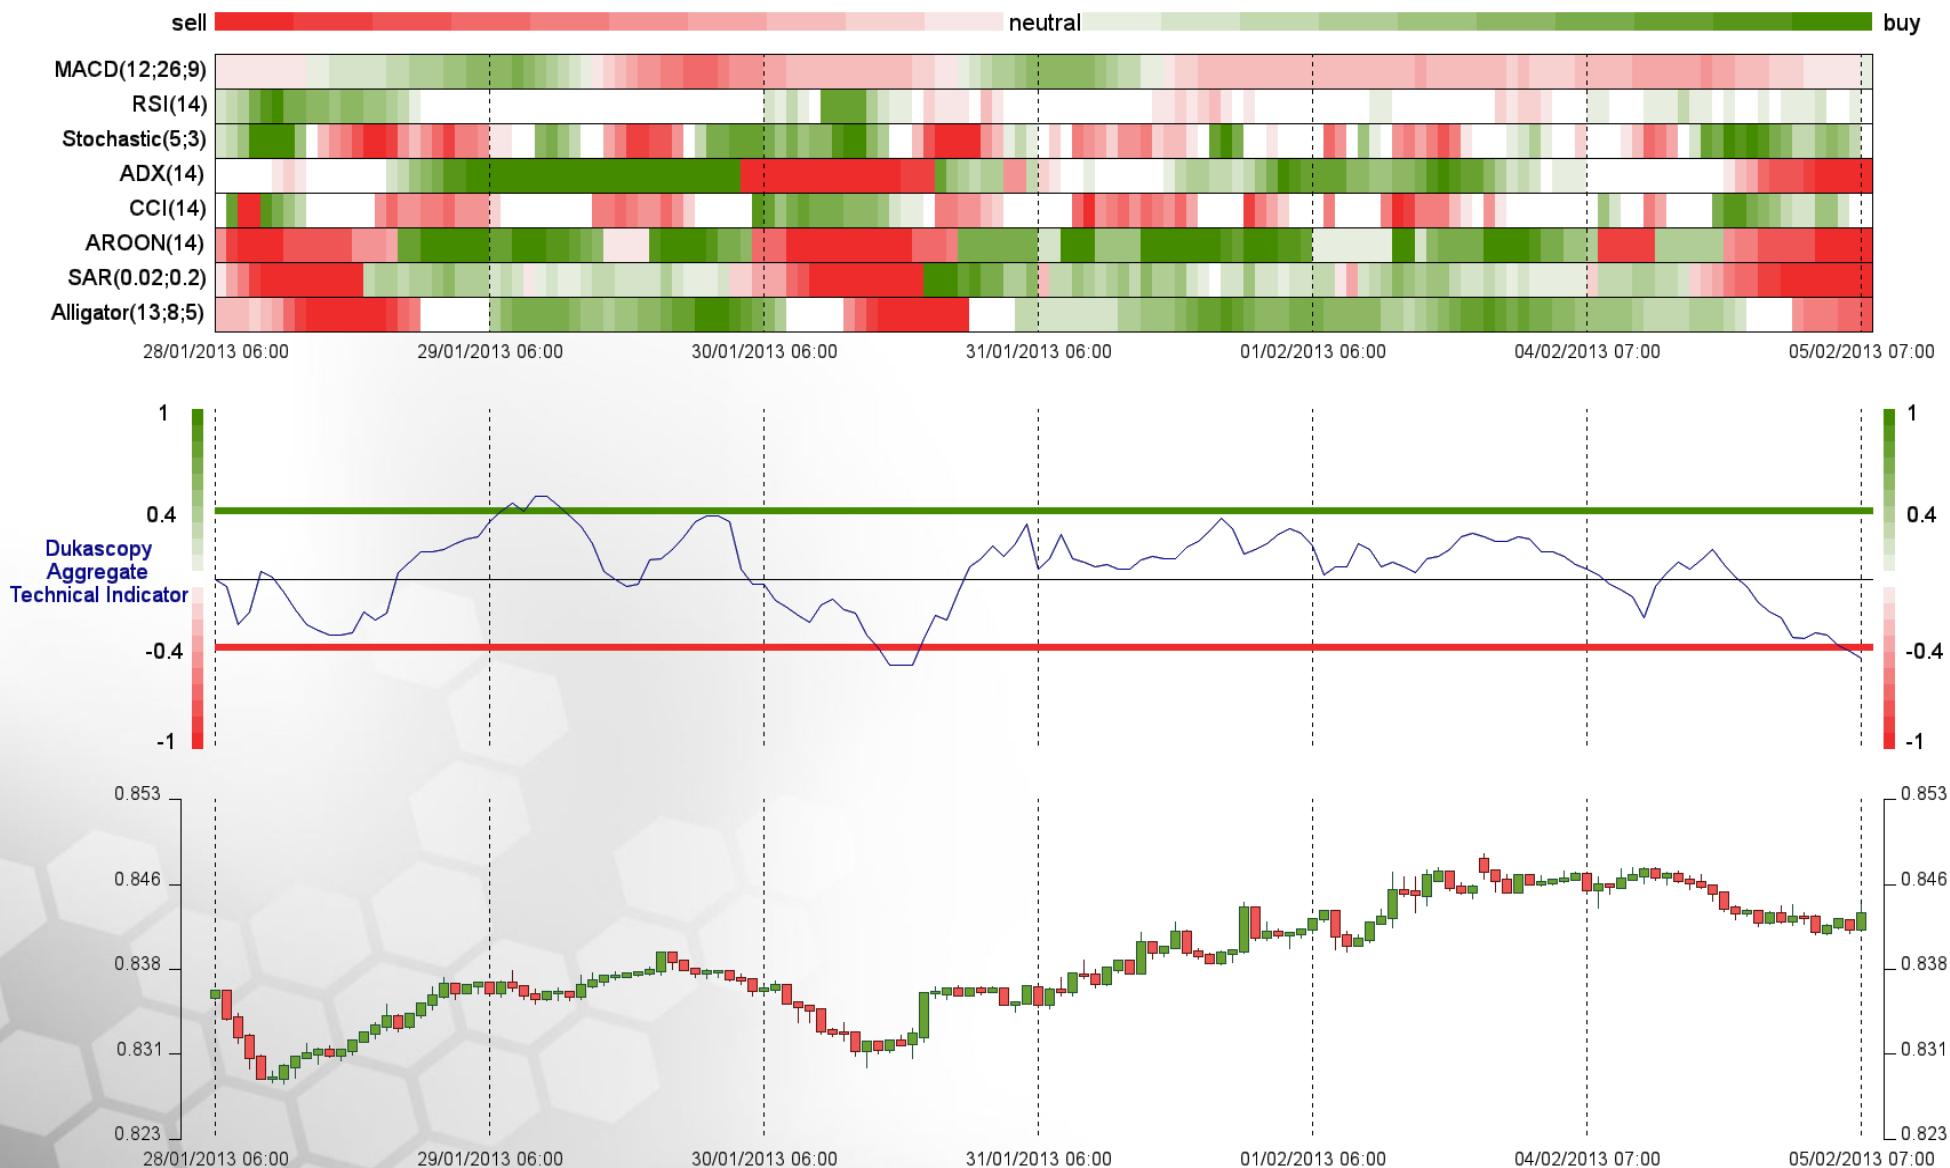 sell neutral buy
MACD(12;26;9)
RSI(14)
Stochastic(5;3)
ADX(14)
CCI(14)
AROON(14)
SAR(0.02;0.2)
Alligator(13;8;5)
28/01/2013 06:00 29/01/2013 06:00 30/01/2013 06:00 31/01/2013 06:00 01/02/2013 06:00 04/02/2013 07:00 05/02/2013 07:00
1 1
0.4 0.4
Dukascopy
Aggregate
Technical Indicator
-0.4 -0.4
-1 -1
0.853 0.853
0.846 0.846
0.838 0.838
0.831 0.831
0.823 0.823
28/01/2013 06:00 29/01/2013 06:00 30/01/2013 06:00 31/01/2013 06:00 01/02/2013 06:00 04/02/2013 07:00 05/02/2013 07:00